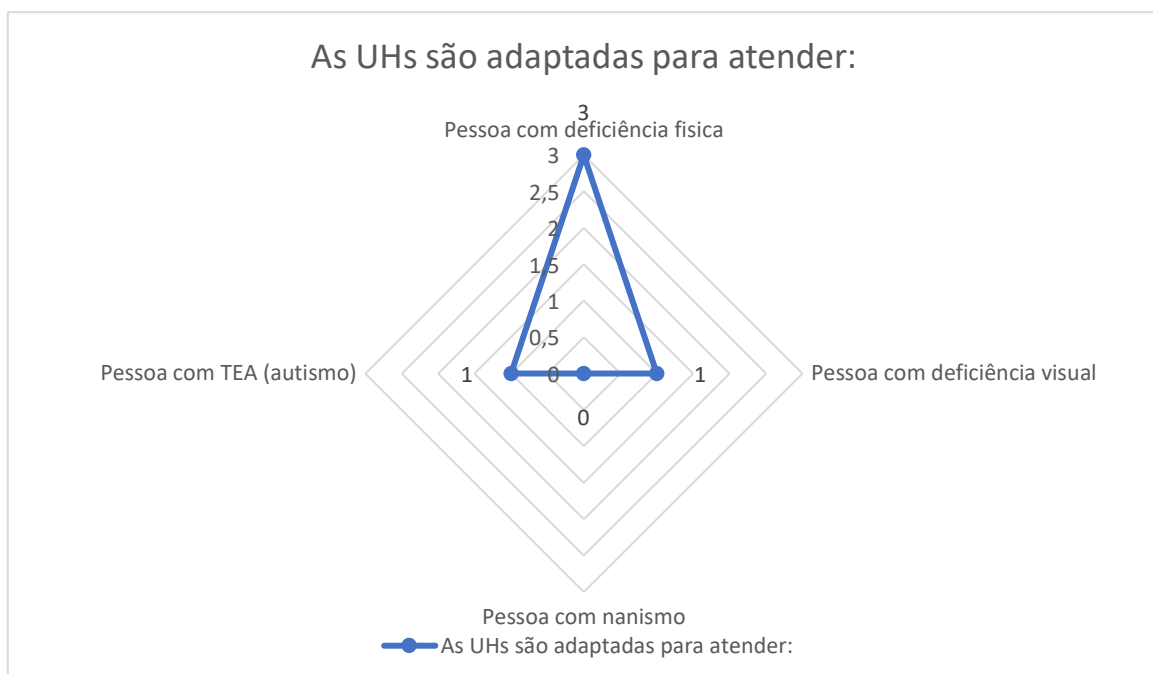 As UHs são adaptadas para atender:
3
Pessoa com deficiência fisica
3
2,5
2
1,5
1
0,5
Pessoa com TEA (autismo)
1
0
1
Pessoa com deficiência visual
0
Pessoa com nanismo
As UHs são adaptadas para atender: